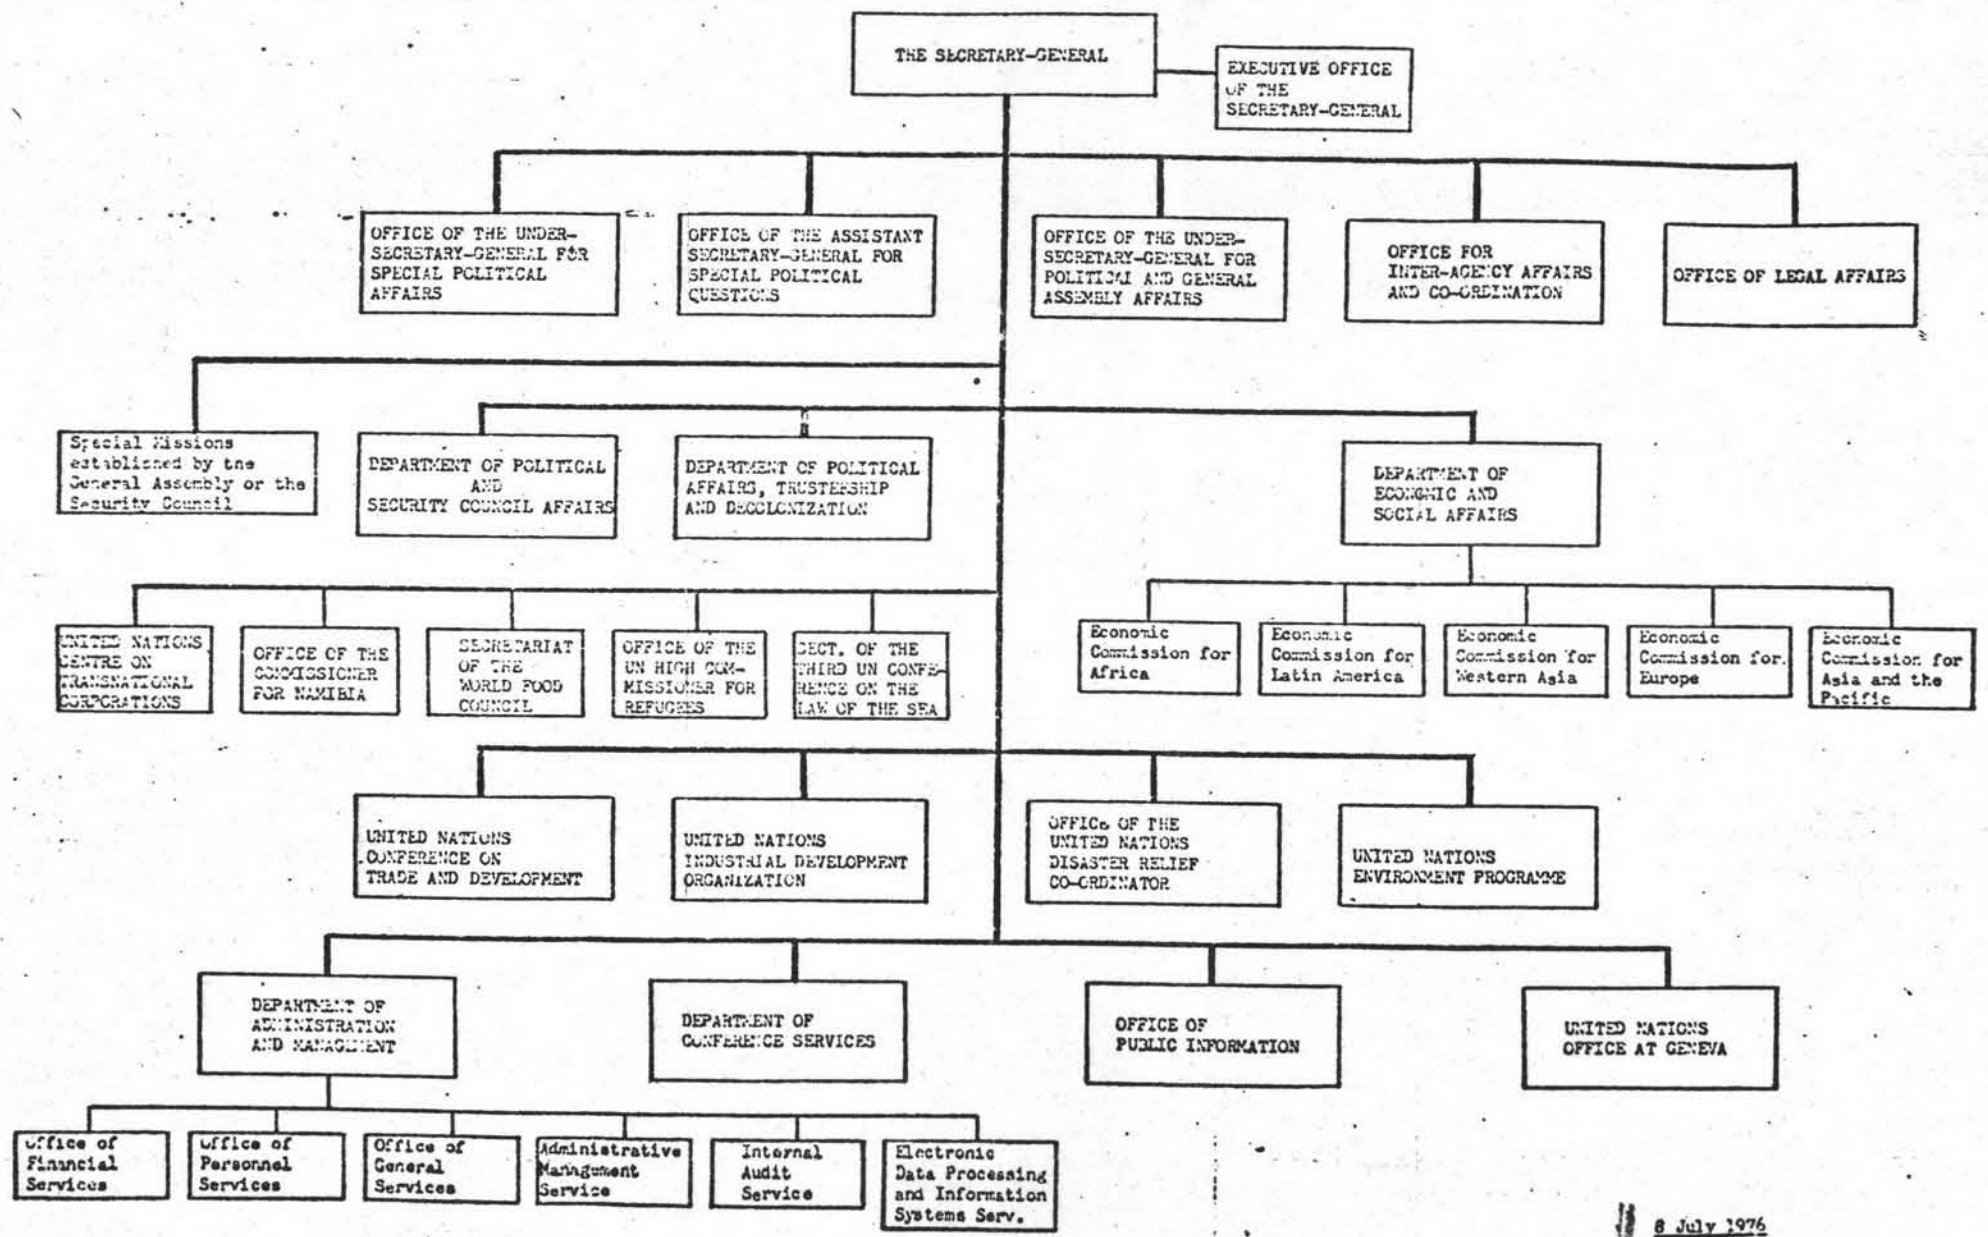 THE SECRETARY-GENERAL
EXECUTIVE OFFICE
OF THE
SECRETARY-GENERAL
OFFICE OF THE UNDER-
SECRETARY-GENERAL FOR
SPECIAL POLITICAL
AFFAIRS
OFFICE OF THE ASSISTANT
SECRETARY-GENERAL FOR
SPECIAL POLITICAL
QUESTIONS
OFFICE OF THE UNDER-
SECRETARY-GENERAL FOR
POLITICAL AND GENERAL
ASSEMBLY AFFAIRS
OFFICE FOR
INTER-AGENCY AFFAIRS
AND CO-ORDINATION
OFFICE OF LEGAL AFFAIRS
Special Missions
established by the
General Assembly or the
Security Council
DEPARTMENT OF POLITICAL
AND
SECURITY COUNCIL AFFAIRS
DEPARTMENT OF POLITICAL
AFFAIRS, TRUSTEESHIP
AND DECOLONIZATION
DEPARTMENT OF
ECONOMIC AND
SOCIAL AFFAIRS
UNITED NATIONS
CENTRE ON
TRANSNATIONAL
CORPORATIONS
OFFICE OF THE
COMMISSIONER
FOR NAMIBIA
SECRETARIAT
OF THE
WORLD FOOD
COUNCIL
OFFICE OF THE
UN HIGH COM-
MISSIONER FOR
REFUGEES
SECT. OF THE
THIRD UN CONFE-
RENCE ON THE
LAW OF THE SEA
Economic
Commission for
Africa
Economic
Commission for
Latin America
Economic
Commission for
Western Asia
Economic
Commission for
Europe
Economic
Commission for
Asia and the
Pacific
UNITED NATIONS
CONFERENCE ON
TRADE AND DEVELOPMENT
UNITED NATIONS
INDUSTRIAL DEVELOPMENT
ORGANIZATION
OFFICE OF THE
UNITED NATIONS
DISASTER RELIEF
CO-ORDINATOR
UNITED NATIONS
ENVIRONMENT PROGRAMME
DEPARTMENT OF
ADMINISTRATION
AND MANAGEMENT
DEPARTMENT OF
CONFERENCE SERVICES
OFFICE OF
PUBLIC INFORMATION
UNITED NATIONS
OFFICE AT GENEVA
Office of
Financial
Services
Office of
Personnel
Services
Office of
General
Services
Administrative
Management
Service
Internal
Audit
Service
Electronic
Data Processing
and Information
Systems Serv.
8 July 1976